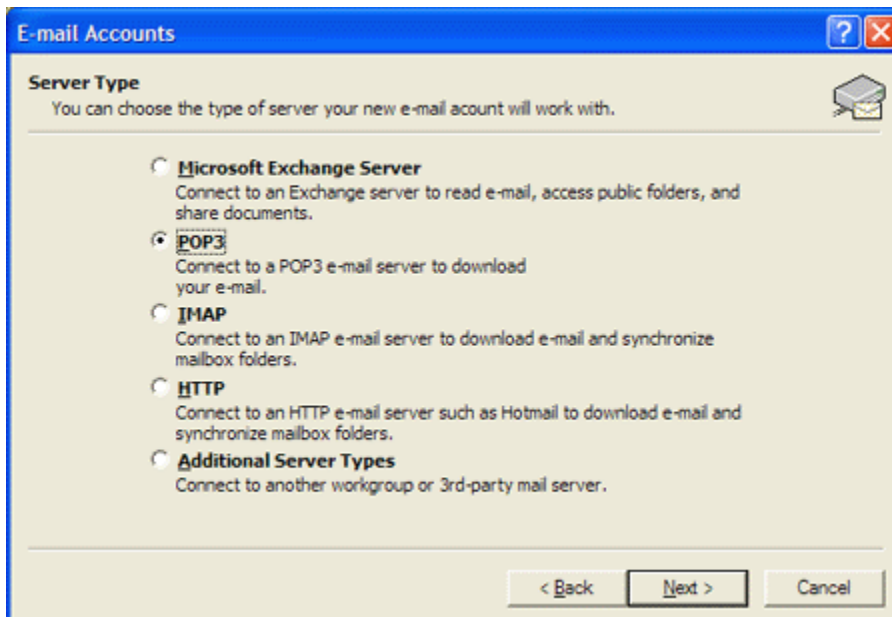 E-mail Accounts
Server Type
You can choose the type of server your new e-mail acount will work with.
Microsoft Exchange Server
Connect to an Exchange server to read e-mail, access public folders, and
share documents.
POP3
Connect to a POP3 e-mail server to download
your e-mail.
IMAP
Connect to an IMAP e-mail server to download e-mail and synchronize
mailbox folders.
HTTP
Connect to an HTTP e-mail server such as Hotmail to download e-mail and
synchronize mailbox folders.
Additional Server Types
Connect to another workgroup or 3rd-party mail server.
< Back Next > Cancel